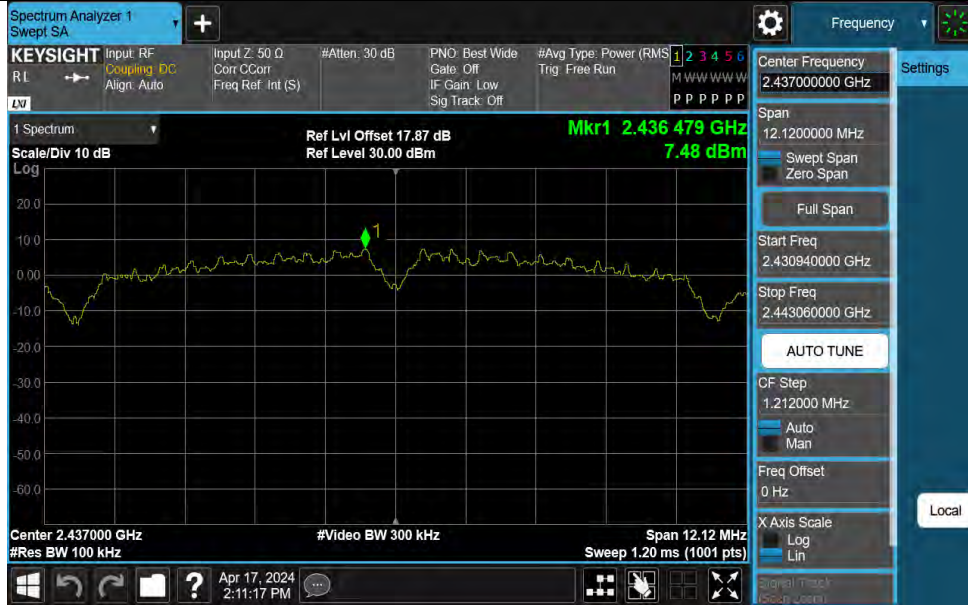 Spectrum Analyzer 1
Swept SA
Frequency
KEYSIGHT
RL
LXI
Input: RF
Coupling: DC
Align: Auto
Input Z: 50 Ω
Corr CCorr
Freq Ref: Int (S)
#Atten: 30 dB
PNO: Best Wide
Gate: Off
IF Gain: Low
Sig Track: Off
#Avg Type: Power (RMS
Trig: Free Run
1 2 3 4 5 6
M W W W W W
P P P P P P
1 Spectrum
Scale/Div 10 dB
Log
Ref Lvl Offset 17.87 dB
Ref Level 30.00 dBm
Mkr1 2.436 479 GHz
7.48 dBm
1
20.0
10.0
0.00
-10.0
-20.0
-30.0
-40.0
-50.0
-60.0
Center 2.437000 GHz
#Res BW 100 kHz
#Video BW 300 kHz
Span 12.12 MHz
Sweep 1.20 ms (1001 pts)
?
Apr 17, 2024
2:11:17 PM
Center Frequency
2.437000000 GHz
Span
12.1200000 MHz
Swept Span
Zero Span
Full Span
Start Freq
2.430940000 GHz
Stop Freq
2.443060000 GHz
AUTO TUNE
CF Step
1.212000 MHz
Auto
Man
Freq Offset
0 Hz
X Axis Scale
Log
Lin
Signal Track
(Span Zoom)
Settings
Local